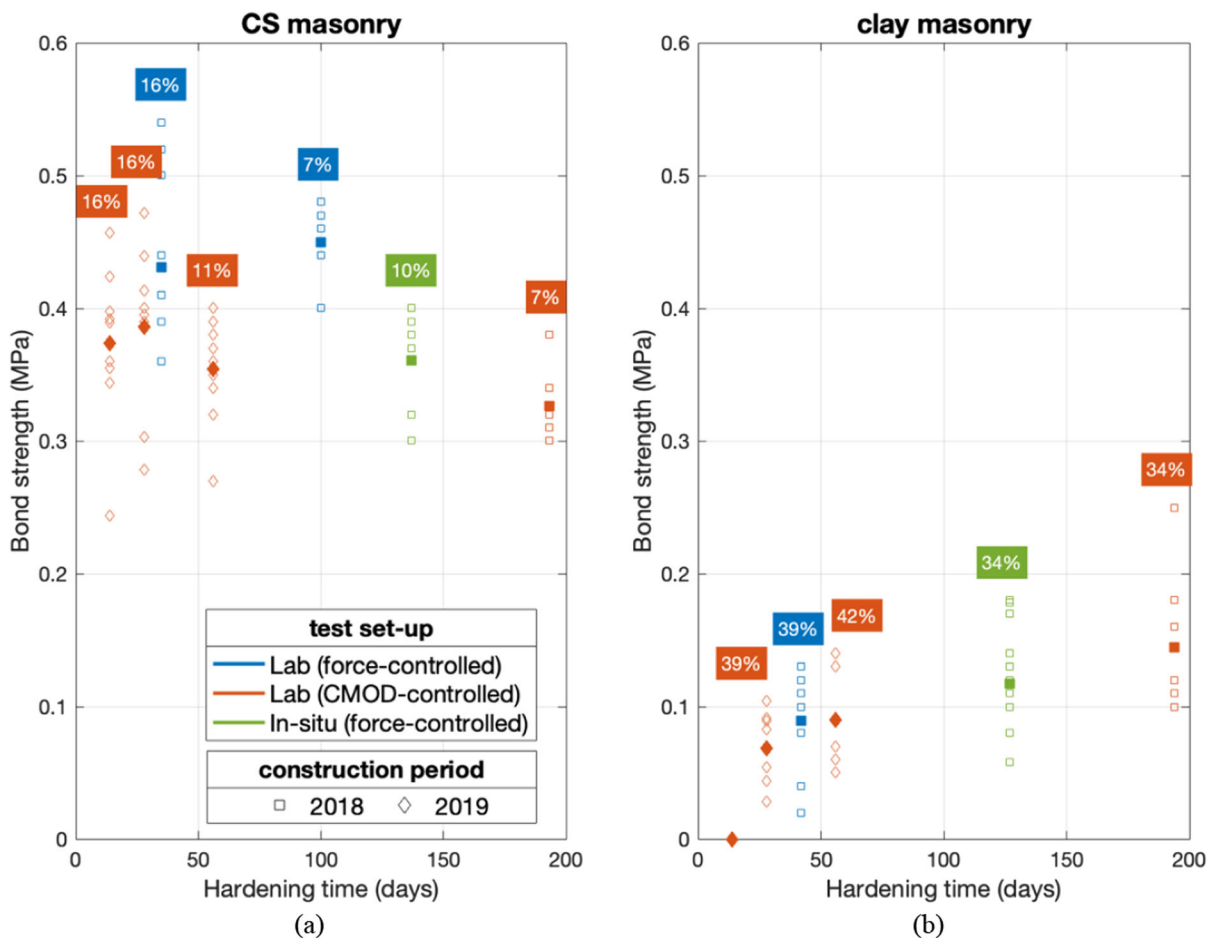 CS masonry
0.6
0.5
0.4
0.3
0.2
0.1
0
Bond strength (MPa)
16%
16%
16%
7%
11%
10%
7%
test set-up
Lab (force-controlled)
Lab (CMOD-controlled)
In-situ (force-controlled)
construction period
2018 2019
0 50 100 150 200
Hardening time (days)
(a)
clay masonry
0.6
0.5
0.4
0.3
0.2
0.1
0
Bond strength (MPa)
34%
34%
42%
39%
39%
0 50 100 150 200
Hardening time (days)
(b)